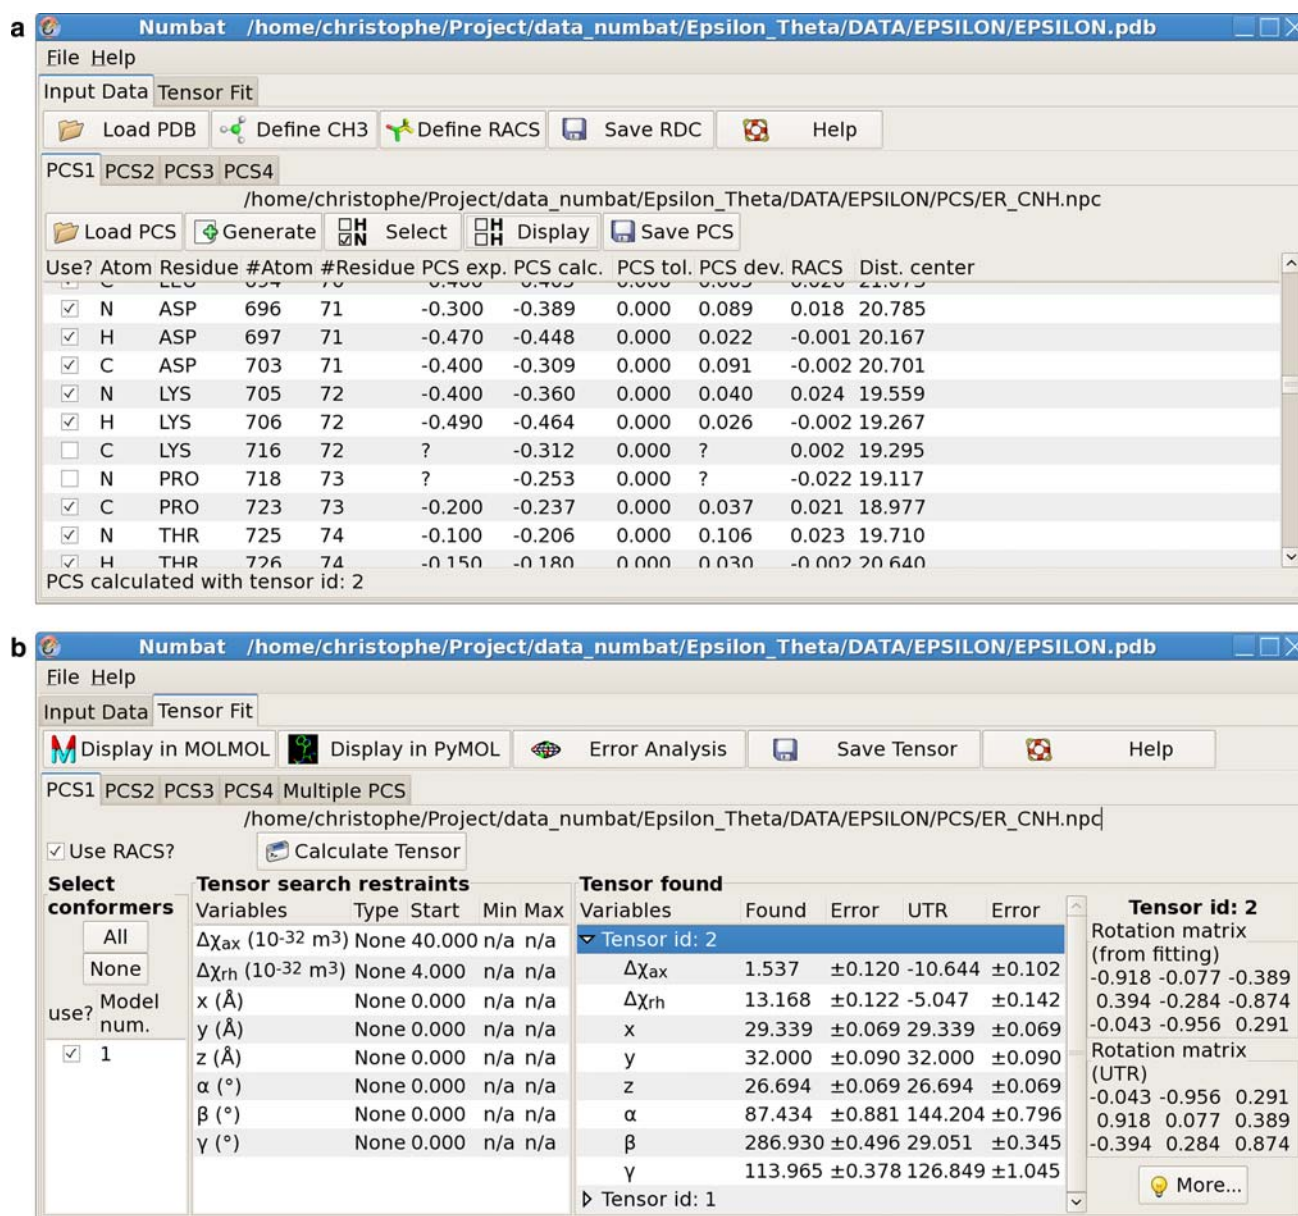 a
Numbat /home/christophe/Project/data_numbat/Epsilon_Theta/DATA/EPSILON/EPSILON.pdb
File Help
Input Data Tensor Fit
Load PDB Define CH3 Define RACS Save RDC Help
PCS1 PCS2 PCS3 PCS4
/home/christophe/Project/data_numbat/Epsilon_Theta/DATA/EPSILON/PCS/ER_CNH.npc
Load PCS Generate Select Display Save PCS
Use? Atom Residue #Atom #Residue PCS exp. PCS calc. PCS tol. PCS dev. RACS Dist. center
N ASP 696 71 -0.300 -0.389 0.000 0.089 0.018 20.785
H ASP 697 71 -0.470 -0.448 0.000 0.022 -0.001 20.167
C ASP 703 71 -0.400 -0.309 0.000 0.091 -0.002 20.701
N LYS 705 72 -0.400 -0.360 0.000 0.040 0.024 19.559
H LYS 706 72 -0.490 -0.464 0.000 0.026 -0.002 19.267
C LYS 716 72 ? -0.312 0.000 ? 0.002 19.295
N PRO 718 73 ? -0.253 0.000 ? -0.022 19.117
C PRO 723 73 -0.200 -0.237 0.000 0.037 0.021 18.977
N THR 725 74 -0.100 -0.206 0.000 0.106 0.023 19.710
H THR 726 74 -0.150 -0.180 0.000 0.030 -0.002 20.640
PCS calculated with tensor id: 2
b
Numbat /home/christophe/Project/data_numbat/Epsilon_Theta/DATA/EPSILON/EPSILON.pdb
File Help
Input Data Tensor Fit
Display in MOLMOL Display in PyMOL Error Analysis Save Tensor Help
PCS1 PCS2 PCS3 PCS4 Multiple PCS
/home/christophe/Project/data_numbat/Epsilon_Theta/DATA/EPSILON/PCS/ER_CNH.npc
Use RACS? Calculate Tensor
Select conformers
All
None
use? Model num.
1
Tensor search restraints
Variables Type Start Min Max
Δχax (10-32 m3) None 40.000 n/a n/a
Δχrh (10-32 m3) None 4.000 n/a n/a
x (Å) None 0.000 n/a n/a
y (Å) None 0.000 n/a n/a
z (Å) None 0.000 n/a n/a
α (°) None 0.000 n/a n/a
β (°) None 0.000 n/a n/a
γ (°) None 0.000 n/a n/a
Tensor found
Variables Found Error UTR Error
Tensor id: 2
Δχax 1.537 ±0.120 -10.644 ±0.102
Δχrh 13.168 ±0.122 -5.047 ±0.142
x 29.339 ±0.069 29.339 ±0.069
y 32.000 ±0.090 32.000 ±0.090
z 26.694 ±0.069 26.694 ±0.069
α 87.434 ±0.881 144.204 ±0.796
β 286.930 ±0.496 29.051 ±0.345
γ 113.965 ±0.378 126.849 ±1.045
Tensor id: 1
Tensor id: 2
Rotation matrix
(from fitting)
-0.918 -0.077 -0.389
0.394 -0.284 -0.874
-0.043 -0.956 0.291
Rotation matrix
(UTR)
-0.043 -0.956 0.291
0.918 0.077 0.389
-0.394 0.284 0.874
More...